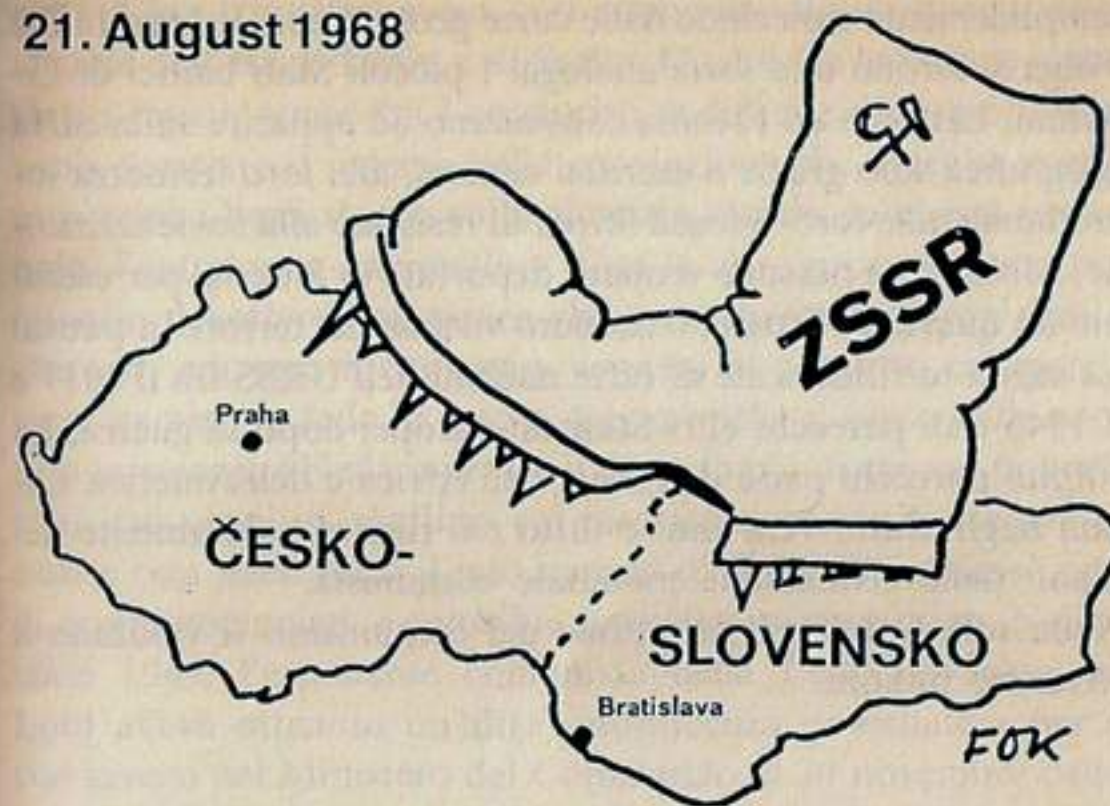 21. August 1968
ZSSR
Praha
ČESKO-
SLOVENSKO
Bratislava
FOK